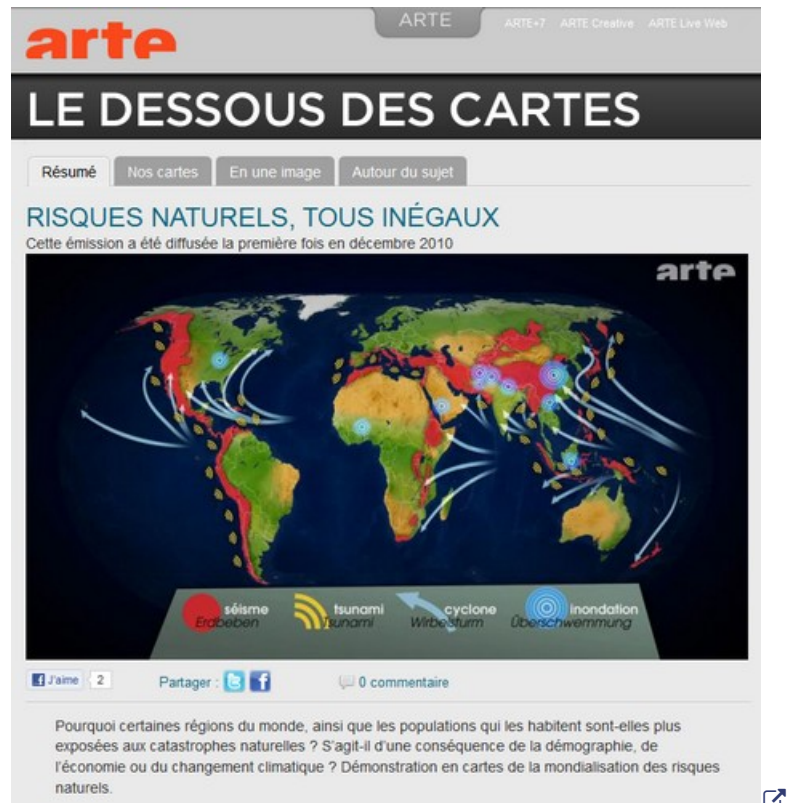 arte
ARTE
ARTE+7 ARTE Creative ARTE Live Web
LE DESSOUS DES CARTES
Résumé Nos cartes En une image Autour du sujet
RISQUES NATURELS, TOUS INÉGAUX
Cette émission a été diffusée la première fois en décembre 2010
arte
séisme tsunami cyclone inondation
Erdbeben Tsunami Wirbelsturm Überschwemmung
J'aime 2 Partager : 0 commentaire
Pourquoi certaines régions du monde, ainsi que les populations qui les habitent sont-elles plus
exposées aux catastrophes naturelles ? S'agit-il d'une conséquence de la démographie, de
l'économie ou du changement climatique ? Démonstration en cartes de la mondialisation des risques
naturels.